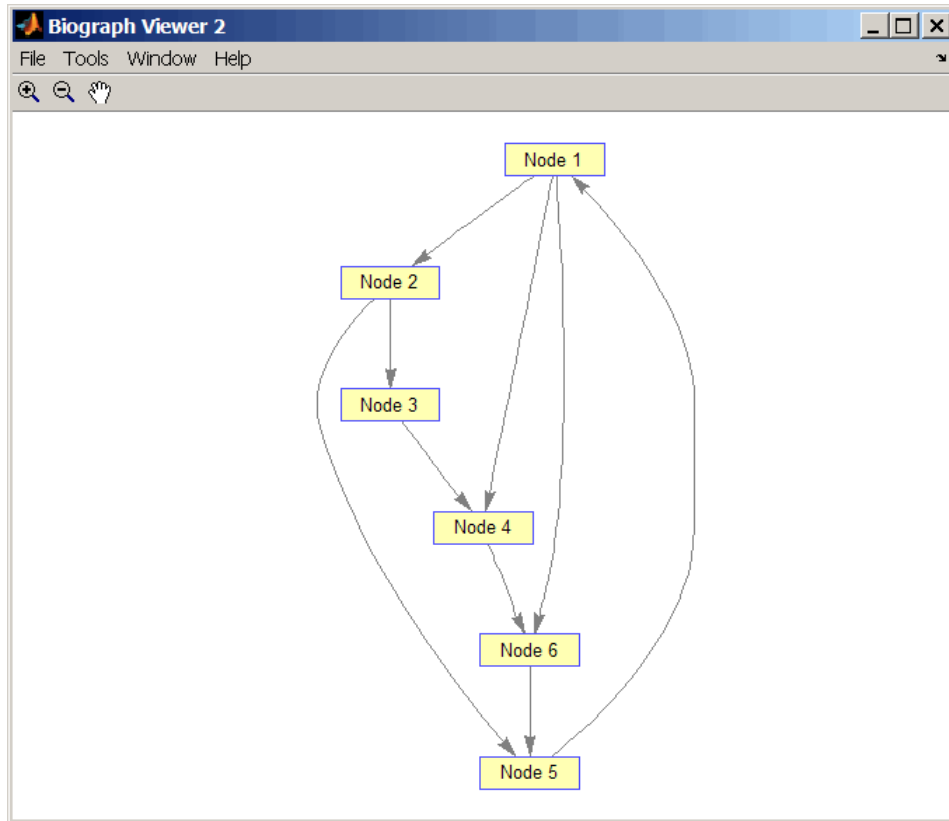 Biograph Viewer 2
File Tools Window Help
Node 1
Node 2
Node 3
Node 4
Node 6
Node 5